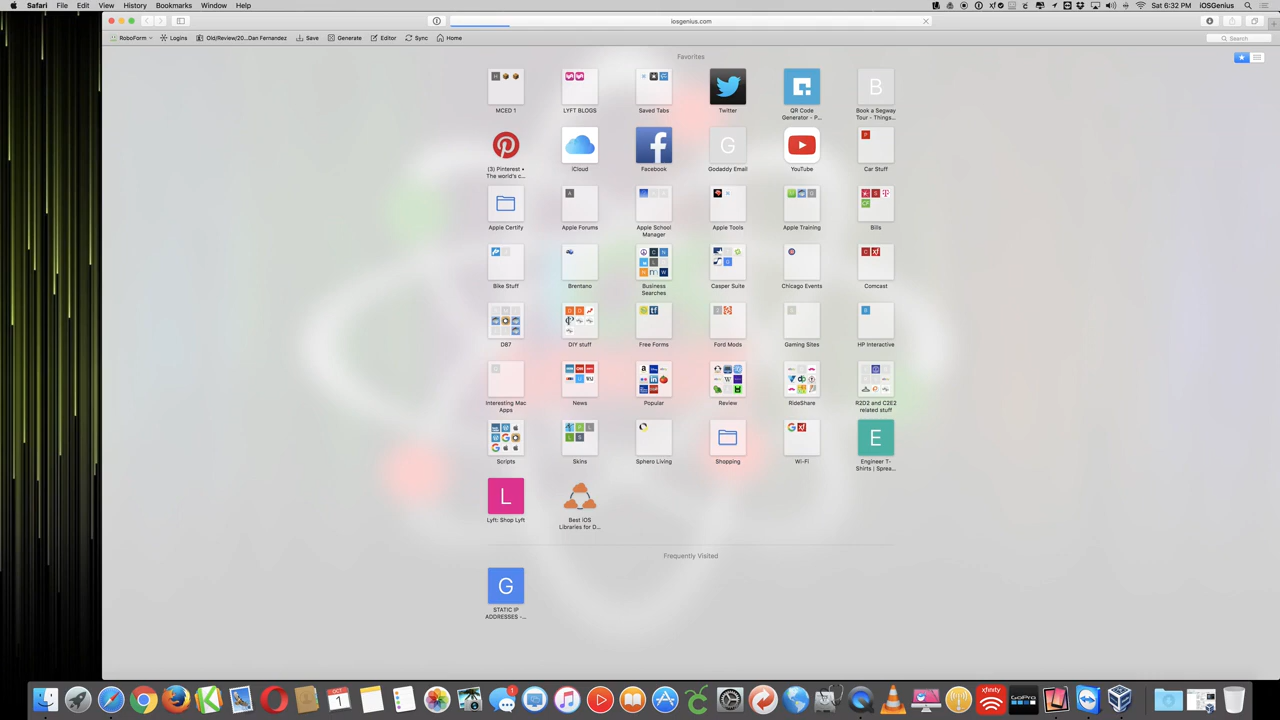 Safari File Edit View History Bookmarks Window Help
Sat 6:32 PM iOSGenius
iosgenius.com
RoboForm Logins Old/Review/20...Dan Fernandez Save Generate Editor Sync Home
Search
Favorites
MCED 1 LYFT BLOGS Saved Tabs Twitter QR Code Generator - P... B Book a Segway Tour - Things...
(3) Pinterest • The world's c... iCloud Facebook G Godaddy Email YouTube Car Stuff
Apple Certify Apple Forums Apple School Manager Apple Tools Apple Training Bills
Bike Stuff Brentano Business Searches Casper Suite Chicago Events Comcast
D87 DIY stuff Free Forms Ford Mods Gaming Sites HP Interactive
Interesting Mac Apps News Popular Review RideShare R2D2 and C2E2 related stuff
Scripts Skins Sphero Living Shopping Wi-Fi E Engineer T-Shirts | Sprea...
L Lyft: Shop Lyft Best iOS Libraries for D...
Frequently Visited
G
STATIC IP
ADDRESSES -...
OCT
1
1
xfinity
GoPro